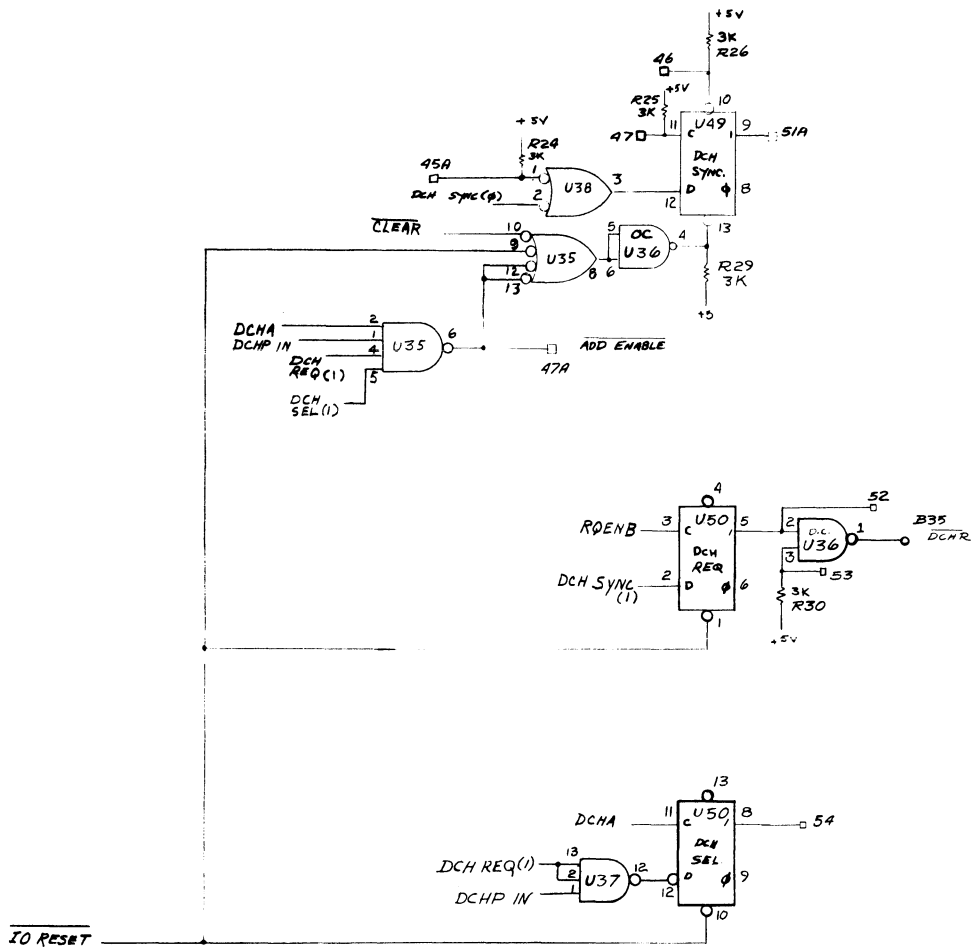 +5V
3K
R26
46
+5V
R25
3K
10
47
11
C
U49
1
9
51A
DCH
SYNC.
D
φ
8
12
13
+5V
R24
3K
45A
1
U38
3
DCH SYNC(φ)
2
CLEAR
10
9
U35
12
13
8
5
OC
U36
4
6
R29
3K
+5
DCHA
2
DCHP IN
1
U35
6
DCH
REQ(1)
4
ADD ENABLE
47A
5
DCH
SEL(1)
4
RQENB
3
C
U50
1
5
52
DCH
REQ
DCH SYNC
(1)
2
D
φ
6
1
2
O.C.
U36
1
B35
DCHR
3
53
3K
R30
+5V
13
DCHA
11
C
U50
1
8
54
DCH
SEL
DCH REQ(1)
13
2
U37
12
12
D
φ
9
DCHP IN
1
10
IO RESET